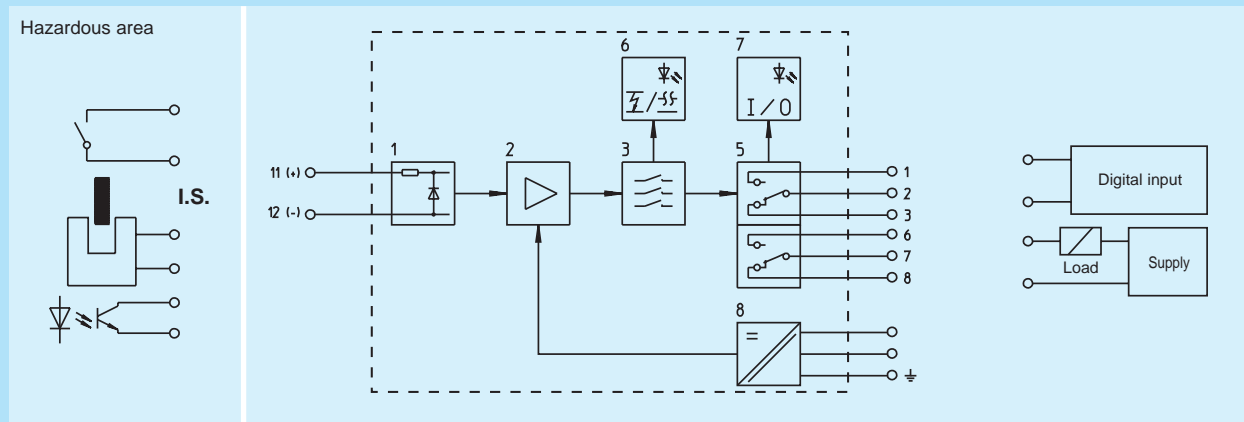 Hazardous area
6
7
I / O
1
2
3
5
11 (+)
12 (-)
1
2
3
6
7
8
I.S.
8
=
Digital input
Load
Supply